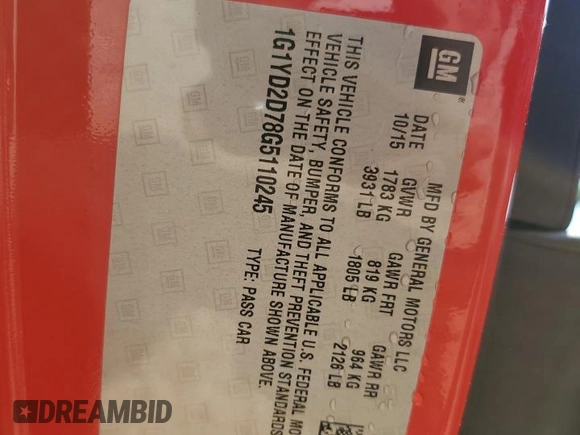 GM
®
MFD BY GENERAL MOTORS LLC
DATE GVWR GAWR FRT GAWR RR
10/15 1783 KG 819 KG 964 KG
3931 LB 1805 LB 2126 LB
THIS VEHICLE CONFORMS TO ALL APPLICABLE U.S. FEDERAL MO
VEHICLE SAFETY, BUMPER, AND THEFT PREVENTION STANDARDS
EFFECT ON THE DATE OF MANUFACTURE SHOWN ABOVE.
1G1YD2D78G5110245 TYPE: PASS CAR
DREAMBID